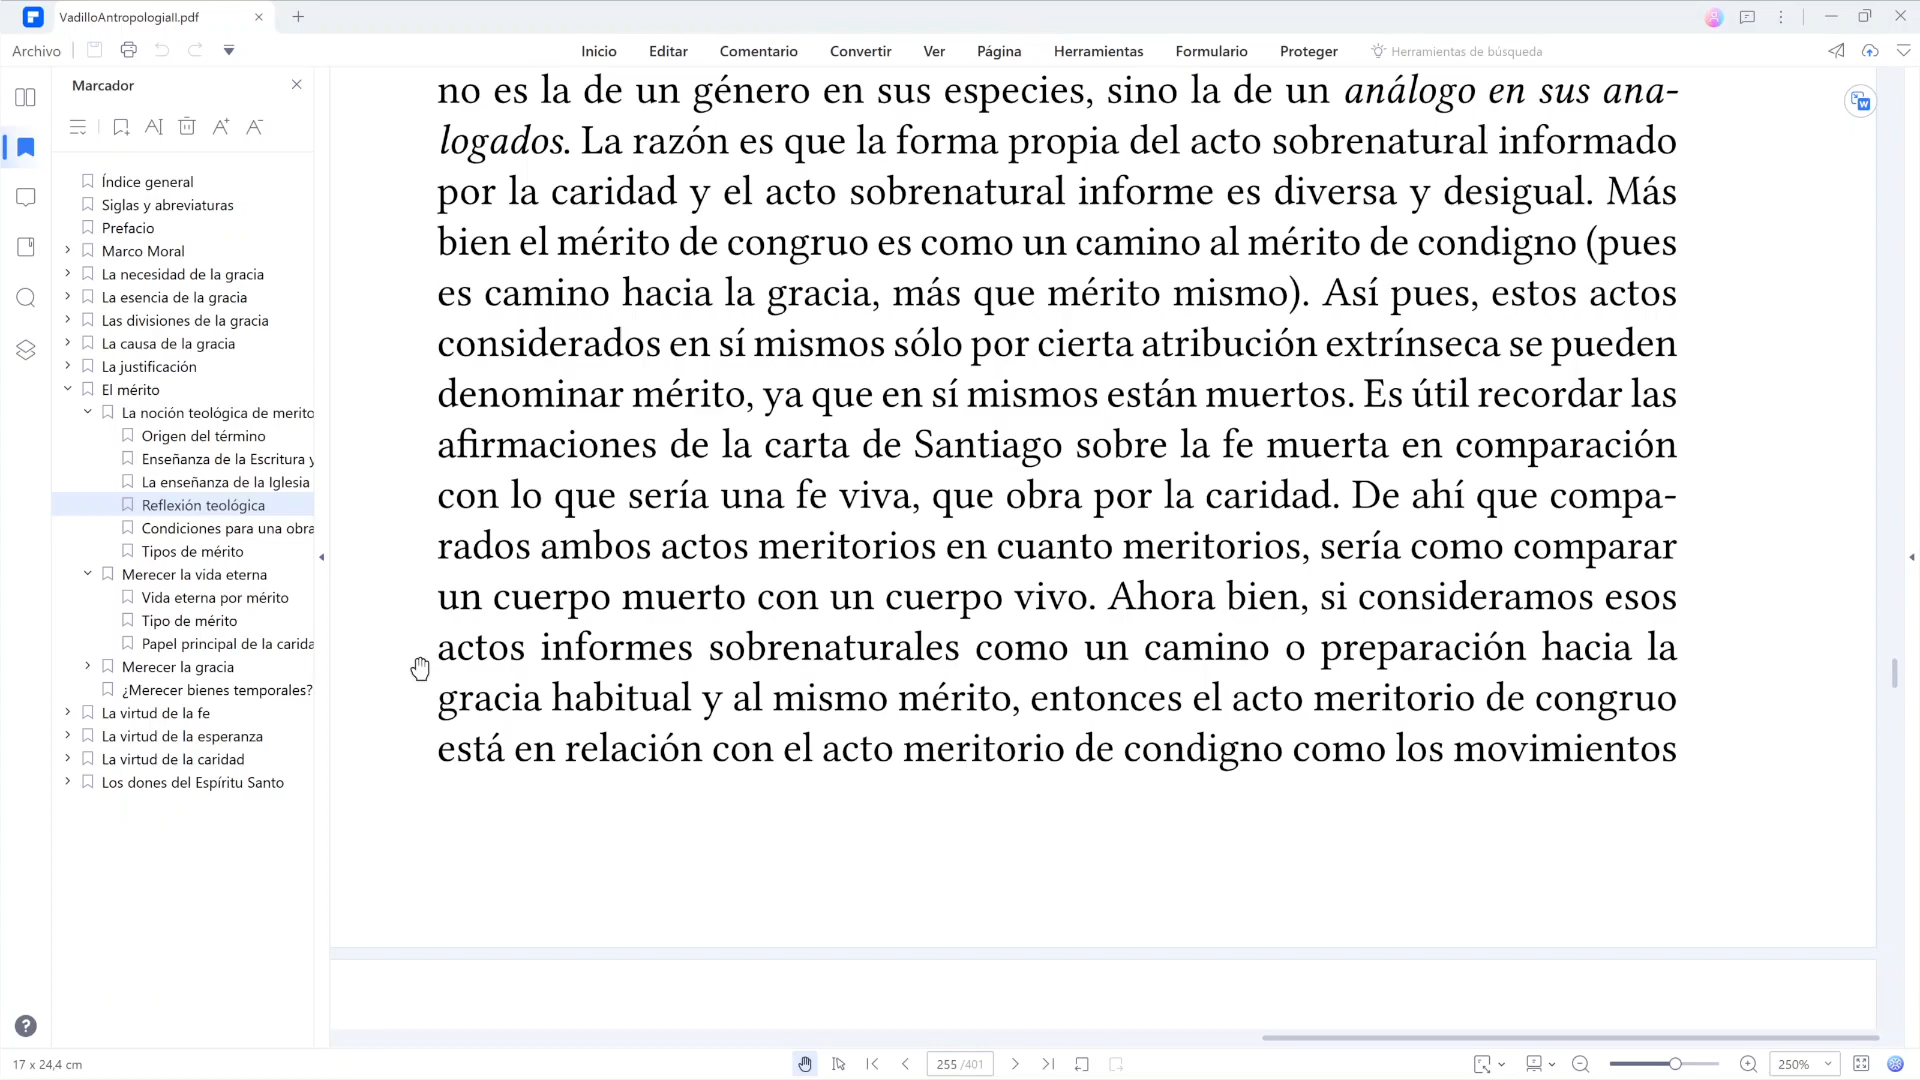 VadilloAntropologiaII.pdf
Archivo
Inicio
Editar
Comentario
Convertir
Ver
Página
Herramientas
Formulario
Proteger
Herramientas de búsqueda
Marcador
Índice general
Siglas y abreviaturas
Prefacio
Marco Moral
La necesidad de la gracia
La esencia de la gracia
Las divisiones de la gracia
La causa de la gracia
La justificación
El mérito
La noción teológica de merito
Origen del término
Enseñanza de la Escritura y
La enseñanza de la Iglesia
Reflexión teológica
Condiciones para una obra
Tipos de mérito
Merecer la vida eterna
Vida eterna por mérito
Tipo de mérito
Papel principal de la carida
Merecer la gracia
¿Merecer bienes temporales?
La virtud de la fe
La virtud de la esperanza
La virtud de la caridad
Los dones del Espíritu Santo
no es la de un género en sus especies, sino la de un análogo en sus ana-
logados. La razón es que la forma propia del acto sobrenatural informado
por la caridad y el acto sobrenatural informe es diversa y desigual. Más
bien el mérito de congruo es como un camino al mérito de condigno (pues
es camino hacia la gracia, más que mérito mismo). Así pues, estos actos
considerados en sí mismos sólo por cierta atribución extrínseca se pueden
denominar mérito, ya que en sí mismos están muertos. Es útil recordar las
afirmaciones de la carta de Santiago sobre la fe muerta en comparación
con lo que sería una fe viva, que obra por la caridad. De ahí que compa-
rados ambos actos meritorios en cuanto meritorios, sería como comparar
un cuerpo muerto con un cuerpo vivo. Ahora bien, si consideramos esos
actos informes sobrenaturales como un camino o preparación hacia la
gracia habitual y al mismo mérito, entonces el acto meritorio de congruo
está en relación con el acto meritorio de condigno como los movimientos
17 x 24,4 cm
255 /401
250%